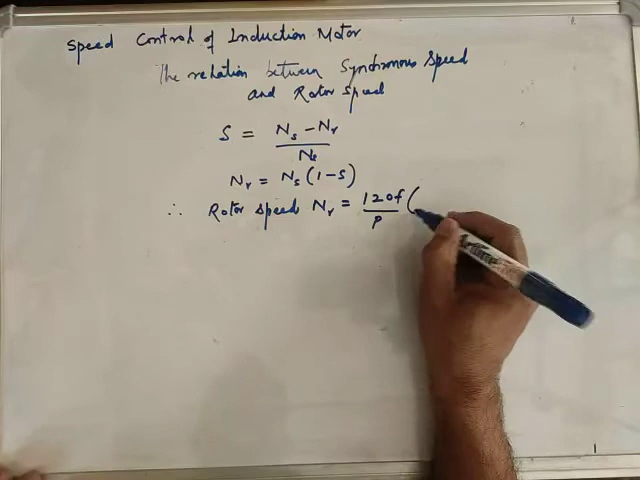 Speed Control of Induction Motor
The relation between Synchronous Speed
and Rotor Speed
S = Ns - Nr / Ns
Nr = Ns (1 - s)
∴ Rotor speed Nr = 120f / P (